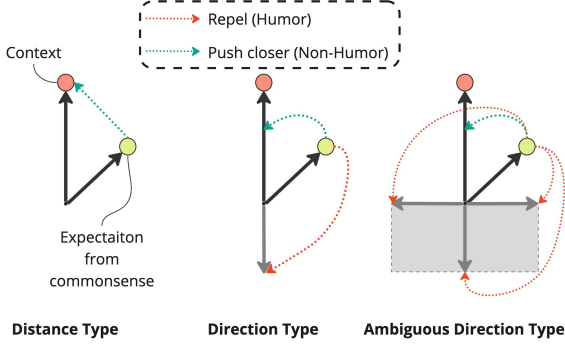 Repel (Humor)
Push closer (Non-Humor)
Context
Expectaiton
from
commonsense
Distance Type
Direction Type
Ambiguous Direction Type